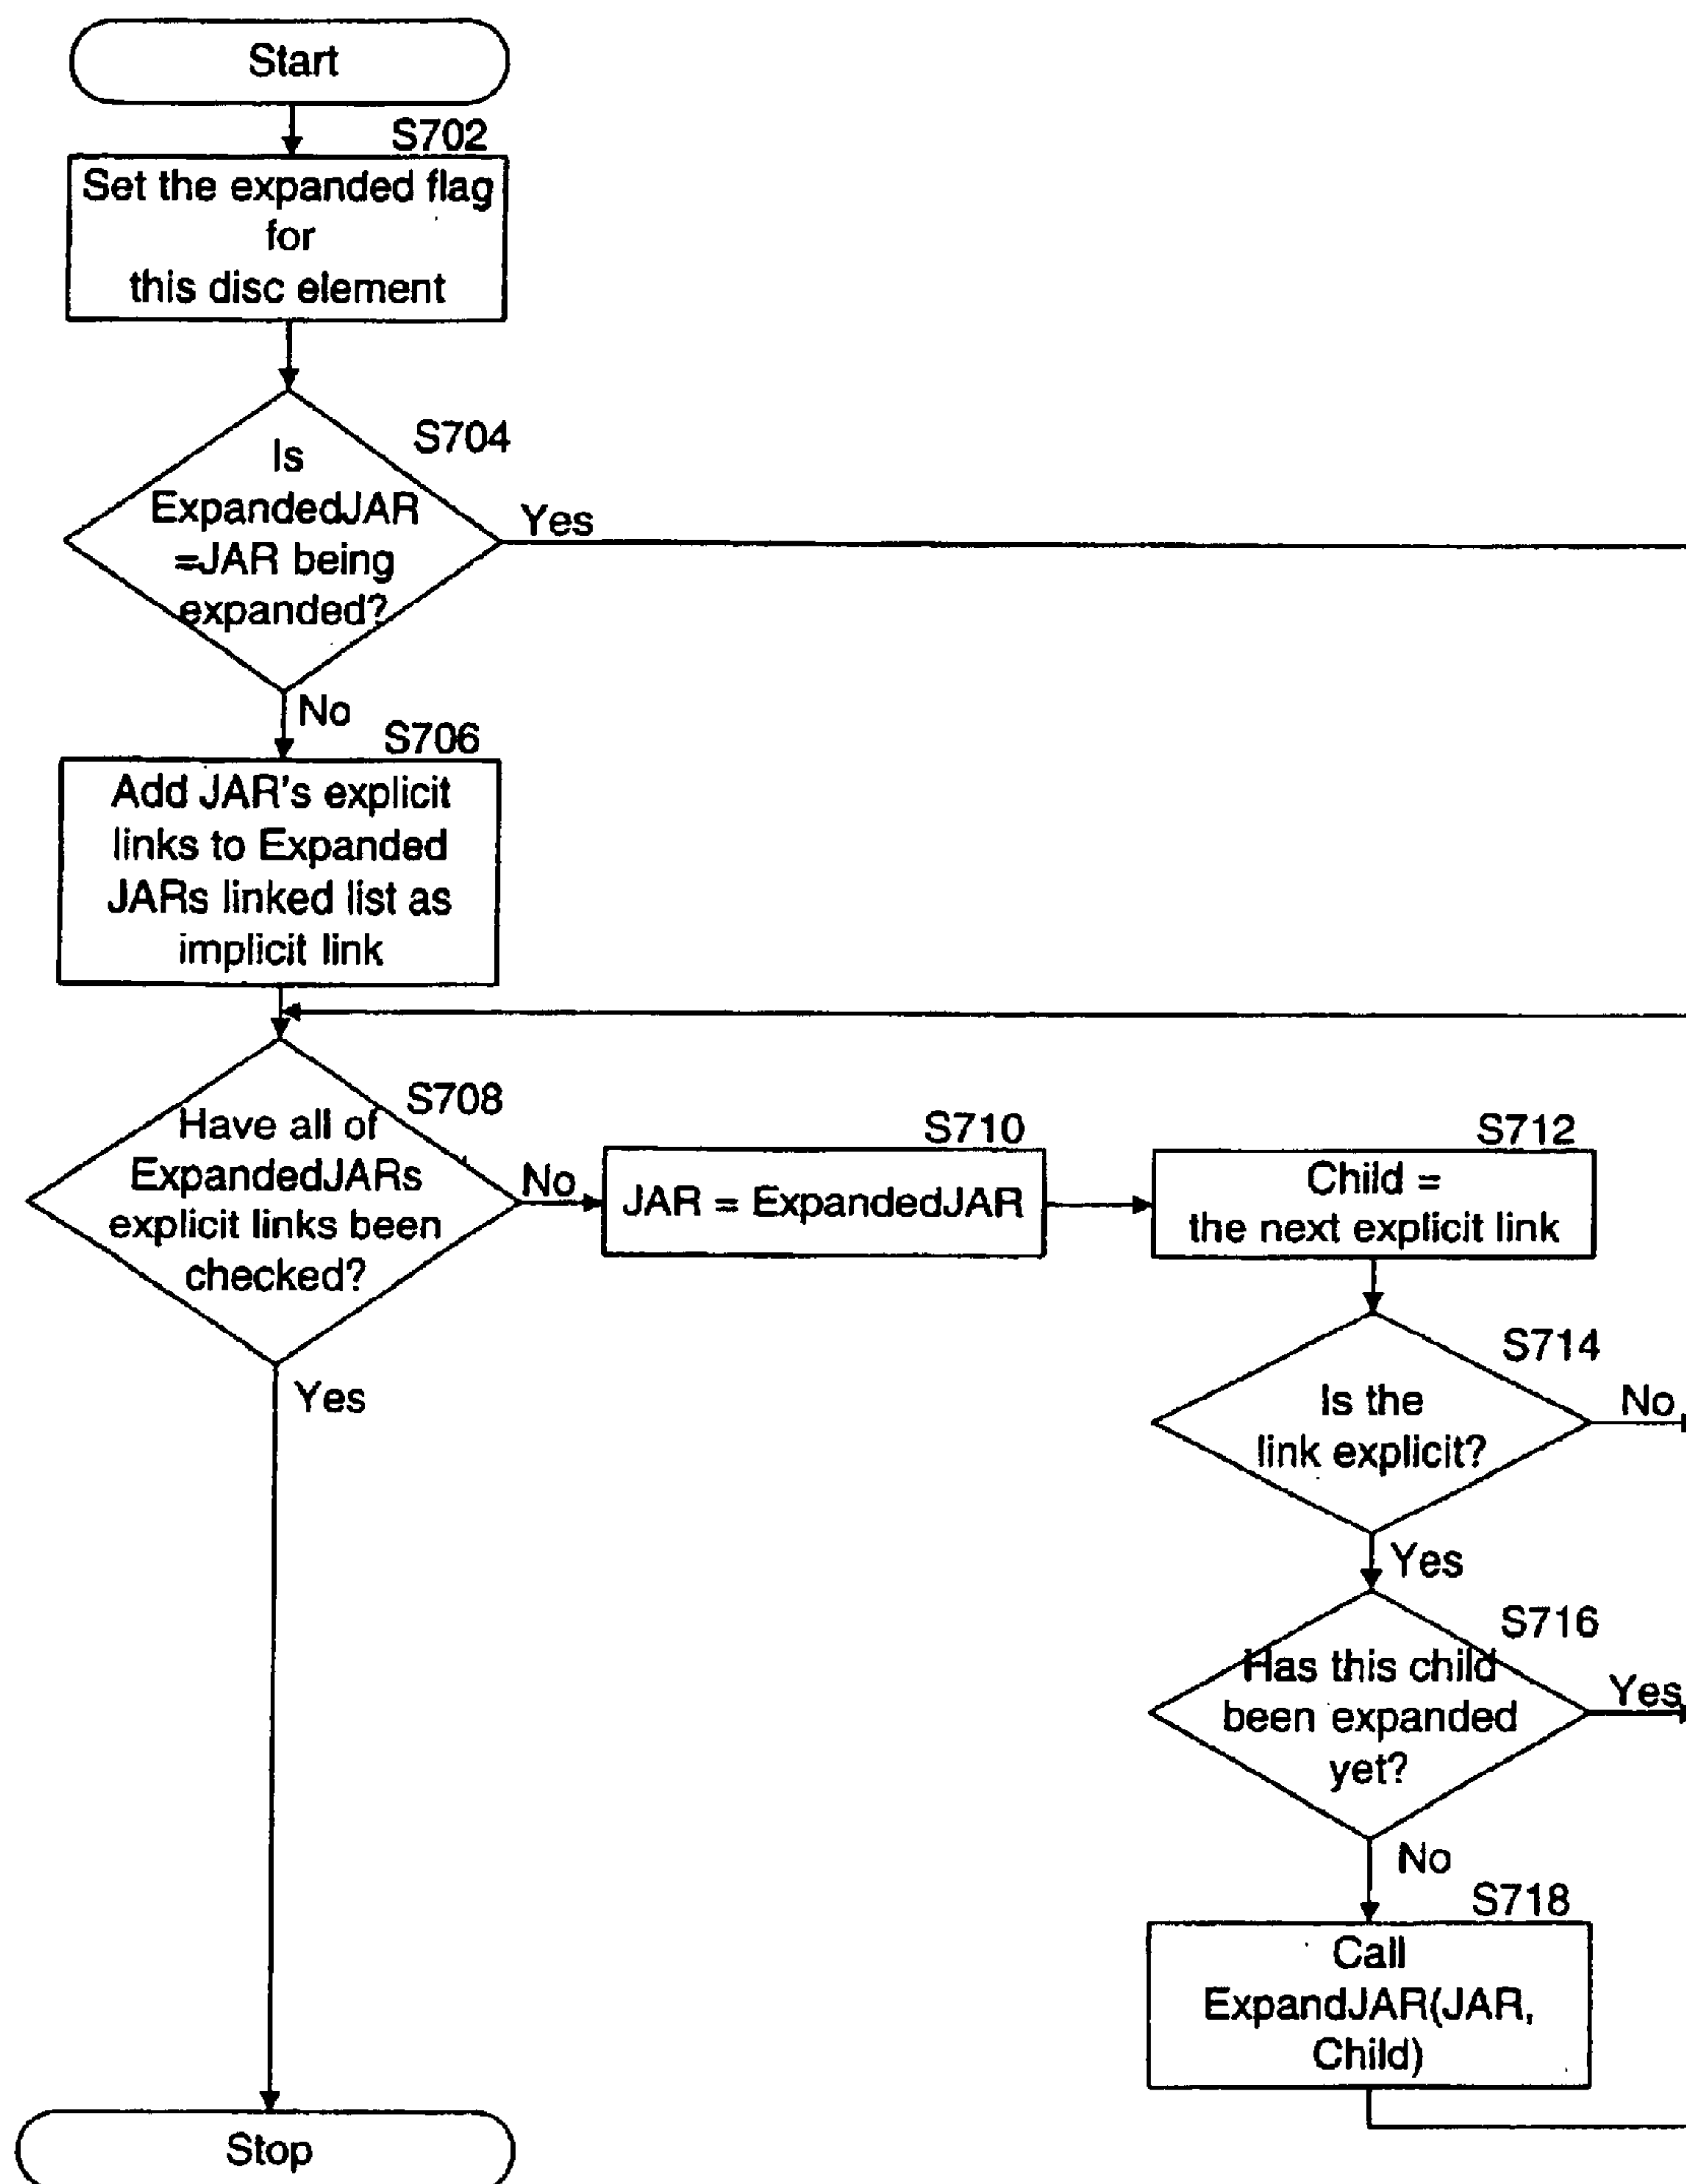 Start
S702
Set the expanded flag
for
this disc element
S704
Is
ExpandedJAR
=JAR being
expanded?
Yes
No
S706
Add JAR's explicit
links to Expanded
JARs linked list as
implicit link
S708
Have all of
ExpandedJARs
explicit links been
checked?
No
Yes
S710
JAR = ExpandedJAR
S712
Child =
the next explicit link
S714
Is the
link explicit?
No
Yes
S716
Has this child
been expanded
yet?
Yes
No
S718
Call
ExpandJAR(JAR,
Child)
Stop